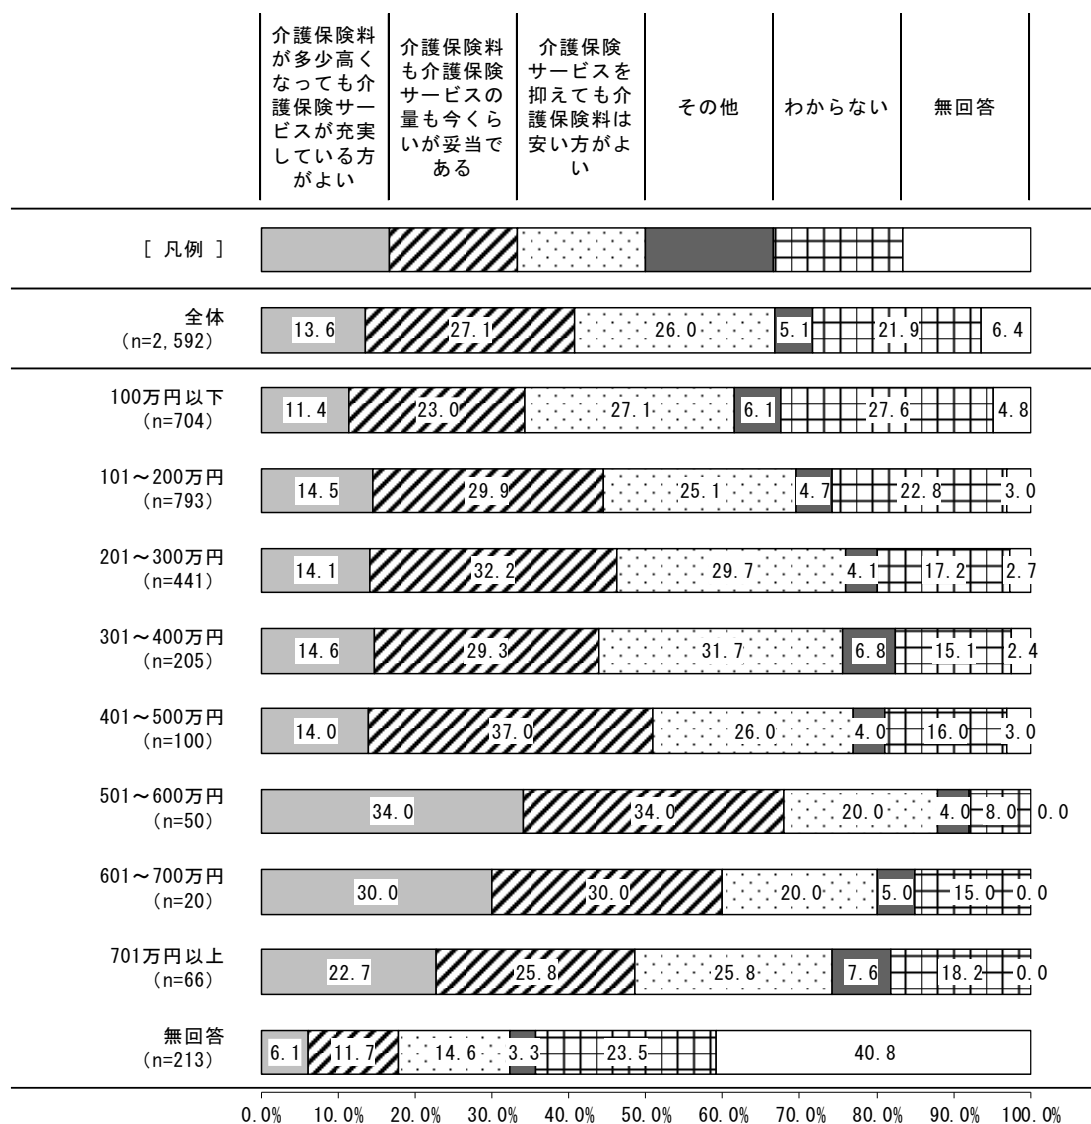 介護保険料
が多少高く
なっても介
護保険サー
ビスが充実
している方
がよい
介護保険料
も介護保険
サービスの
量も今くら
いが妥当で
ある
介護保険
サービスを
抑えても介
護保険料は
安い方がよ
い
その他
わからない
無回答
[ 凡例 ]
全体
(n=2,592)
13.6 27.1 26.0 5.1 21.9 6.4
100万円以下
(n=704)
11.4 23.0 27.1 6.1 27.6 4.8
101～200万円
(n=793)
14.5 29.9 25.1 4.7 22.8 3.0
201～300万円
(n=441)
14.1 32.2 29.7 4.1 17.2 2.7
301～400万円
(n=205)
14.6 29.3 31.7 6.8 15.1 2.4
401～500万円
(n=100)
14.0 37.0 26.0 4.0 16.0 3.0
501～600万円
(n=50)
34.0 34.0 20.0 4.0 8.0 0.0
601～700万円
(n=20)
30.0 30.0 20.0 5.0 15.0 0.0
701万円以上
(n=66)
22.7 25.8 25.8 7.6 18.2 0.0
無回答
(n=213)
6.1 11.7 14.6 3.3 23.5 40.8
0.0% 10.0% 20.0% 30.0% 40.0% 50.0% 60.0% 70.0% 80.0% 90.0% 100.0%